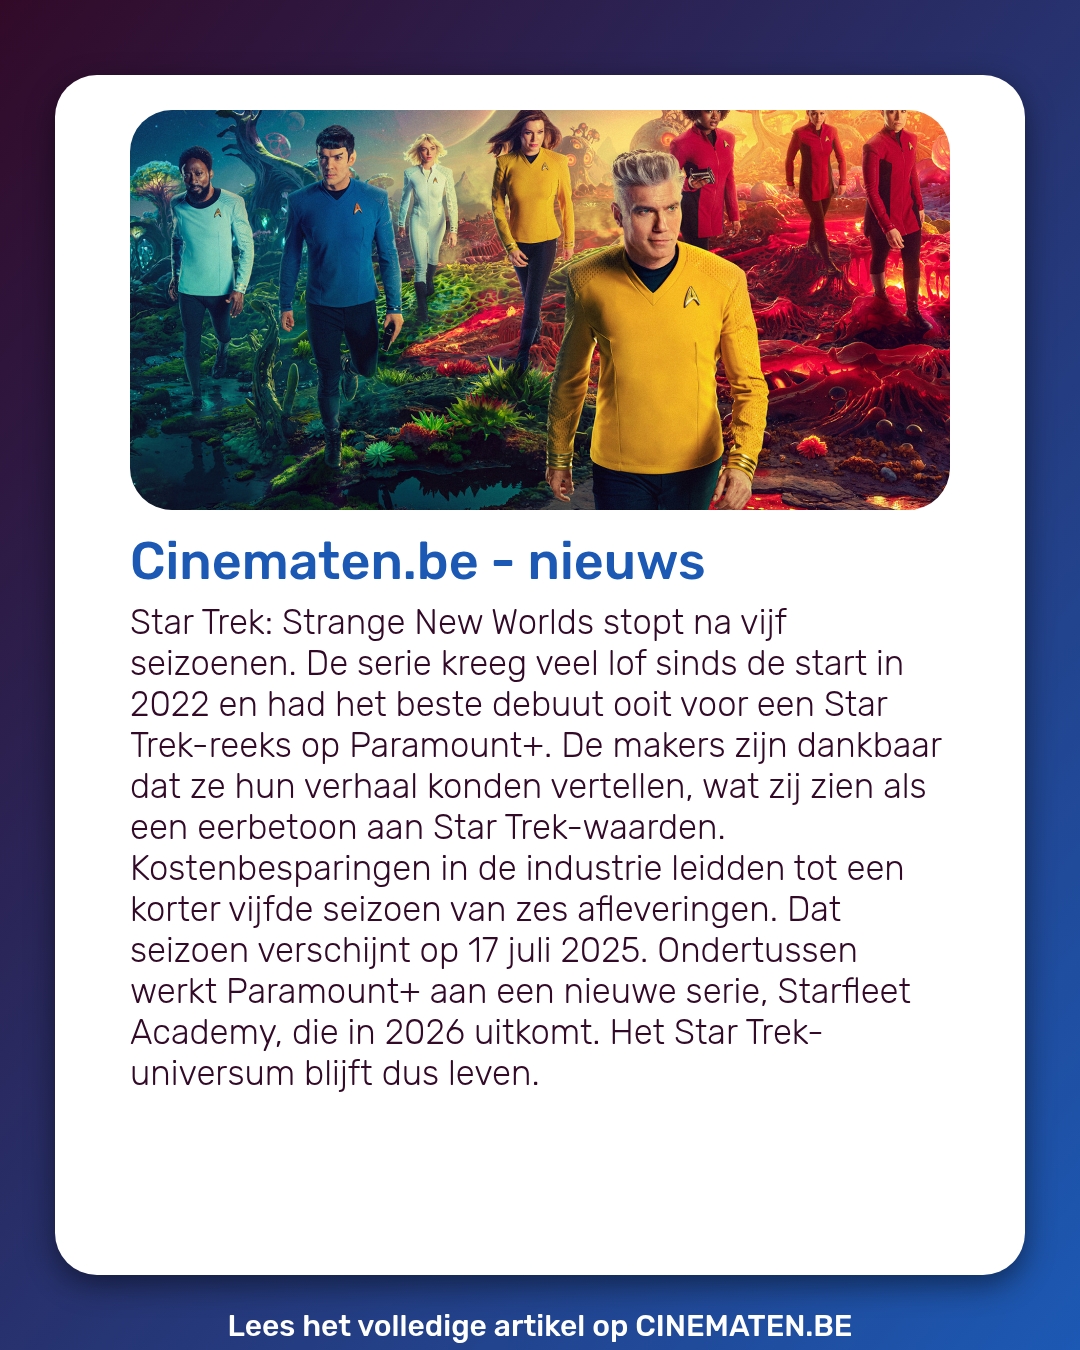 Cinematen.be - nieuws
Star Trek: Strange New Worlds stopt na vijf
seizoenen. De serie kreeg veel lof sinds de start in
2022 en had het beste debuut ooit voor een Star
Trek-reeks op Paramount+. De makers zijn dankbaar
dat ze hun verhaal konden vertellen, wat zij zien als
een eerbetoon aan Star Trek-waarden.
Kostenbesparingen in de industrie leidden tot een
korter vijfde seizoen van zes afleveringen. Dat
seizoen verschijnt op 17 juli 2025. Ondertussen
werkt Paramount+ aan een nieuwe serie, Starfleet
Academy, die in 2026 uitkomt. Het Star Trek-
universum blijft dus leven.
Lees het volledige artikel op CINEMATEN.BE